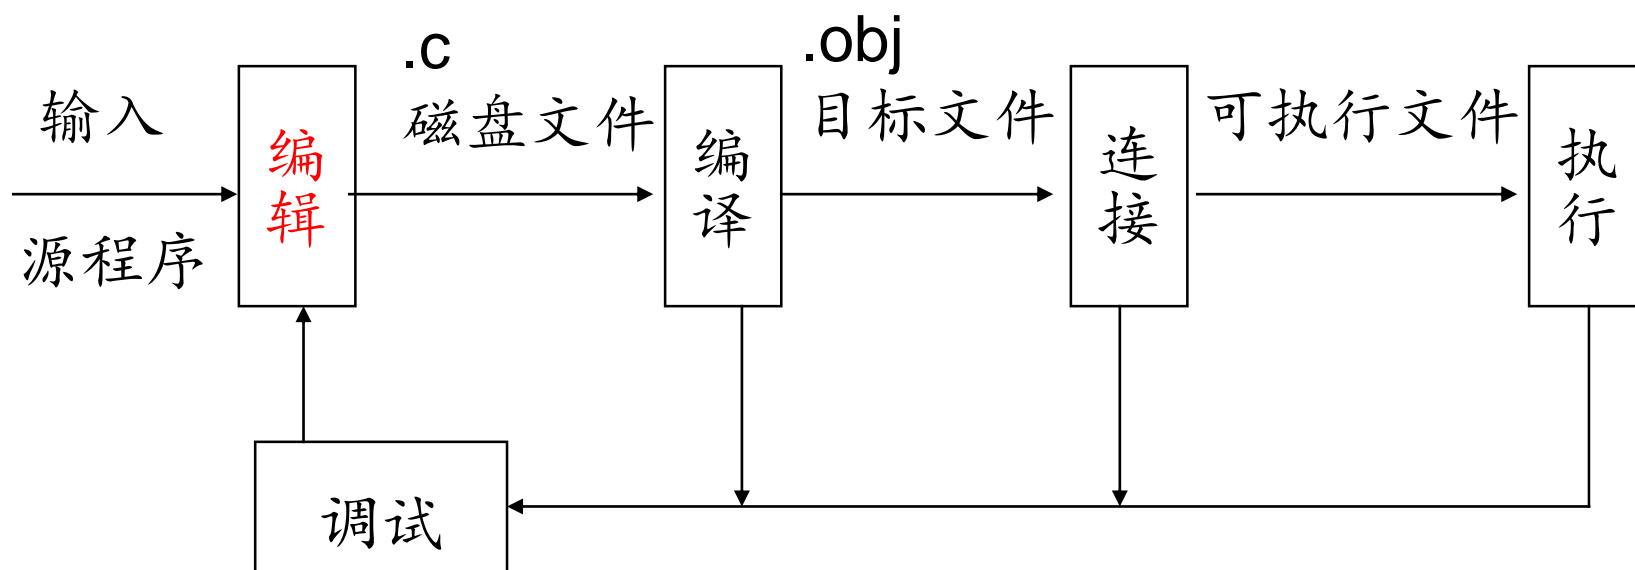 输入
源程序
编
辑
.c
磁盘文件
编
译
.obj
目标文件
连
接
可执行文件
执
行
调试